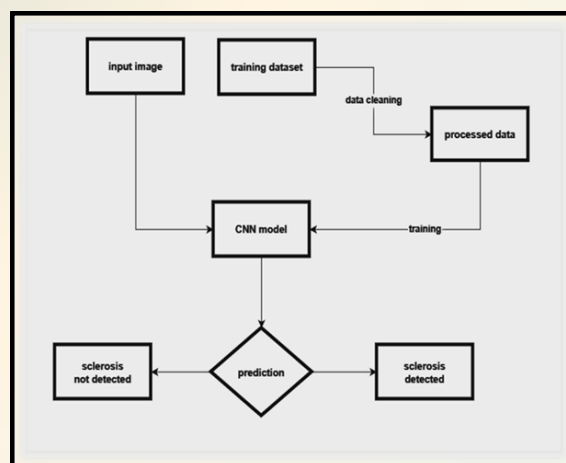 input image
training dataset
data cleaning
processed data
CNN model
training
prediction
sclerosis
not detected
sclerosis
detected